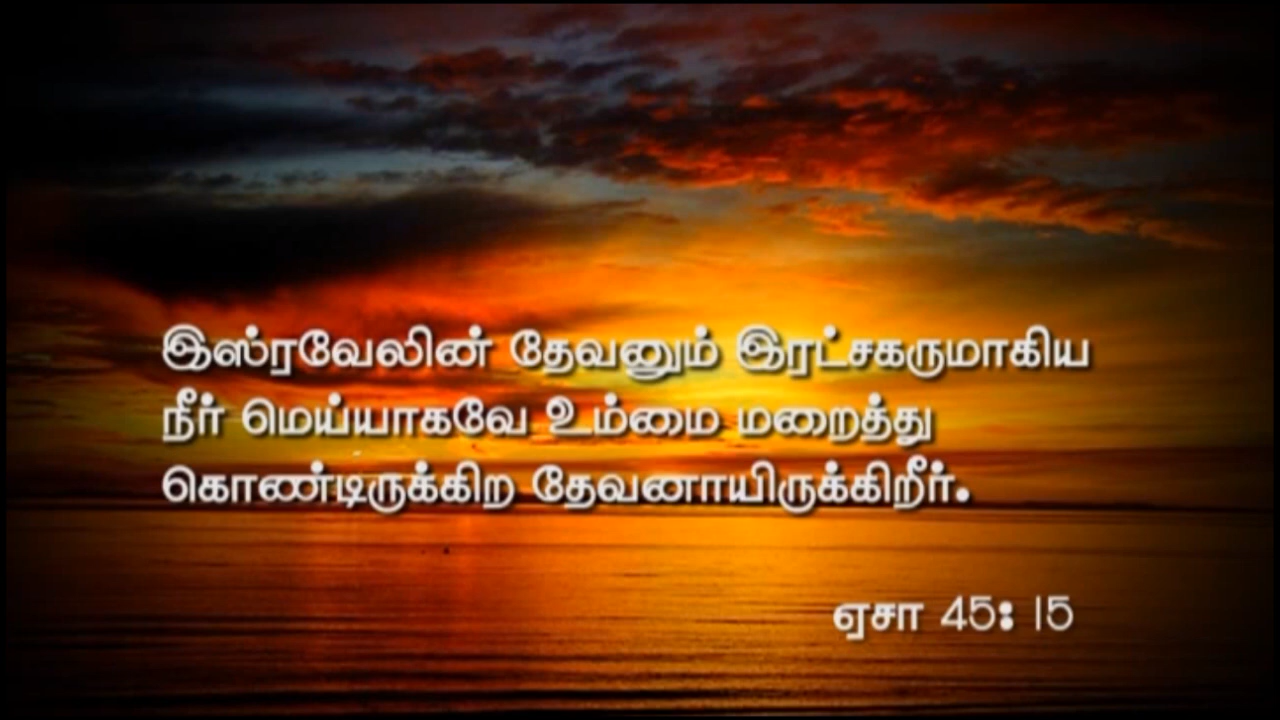 இஸ்ரவேலின் தேவனும் இரட்சகருமாகிய
நீர் மெய்யாகவே உம்மை மறைத்து
கொண்டிருக்கிற தேவனாயிருக்கிறீர்.
ஏசா 45: 15